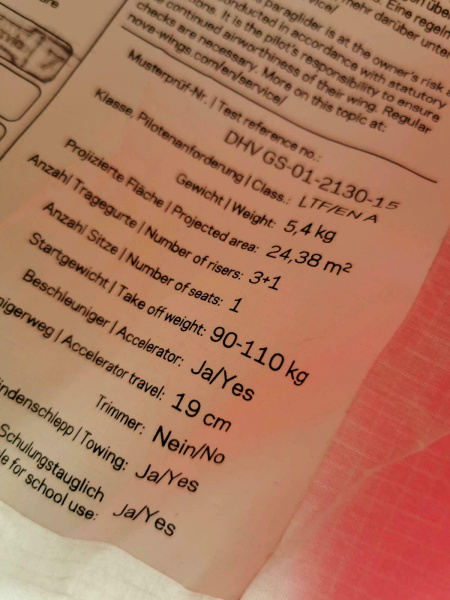 paraglider is at the owner's risk
conducted in accordance with statutory
It is the pilot's responsibility to ensure
continued airworthiness of their wing. Regular
checks are necessary. More on this topic at:
nova-wings.com/en/service/
Musterprüf-Nr. | Test reference no.:
DHV GS-01-2130-15
Klasse, Pilotenanforderung | Class.: LTF/EN A
Gewicht | Weight: 5,4 kg
Projizierte Fläche | Projected area: 24,38 m²
Anzahl Tragegurte | Number of risers: 3+1
Anzahl Sitze | Number of seats: 1
Startgewicht | Take off weight: 90-110 kg
Beschleuniger | Accelerator: Ja/Yes
nigerweg | Accelerator travel: 19 cm
Trimmer: Nein/No
indenschlepp | Towing: Ja/Yes
Schulungstauglich
le for school use: Ja/Yes